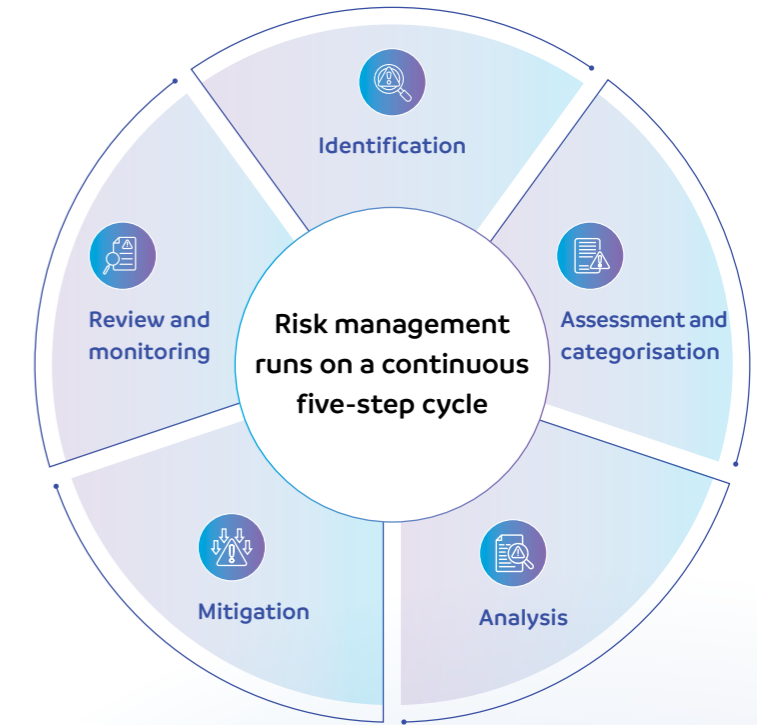 Identification
Assessment and
categorisation
Analysis
Mitigation
Review and
monitoring
Risk management
runs on a continuous
five-step cycle